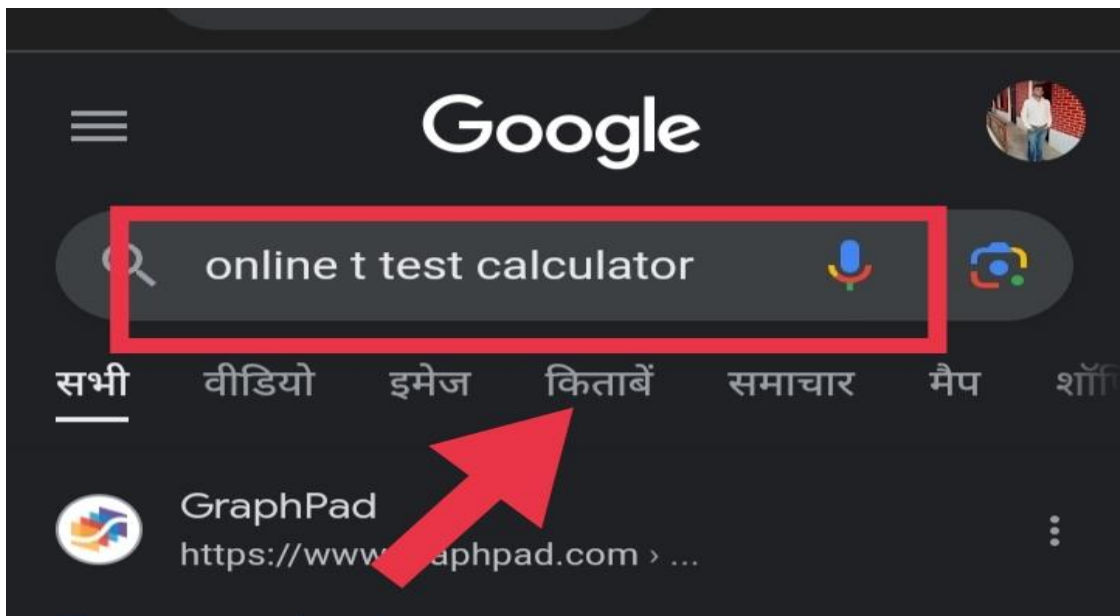 Google
online t test calculator
सभी वीडियो इमेज किताबें समाचार मैप
GraphPad
› ...